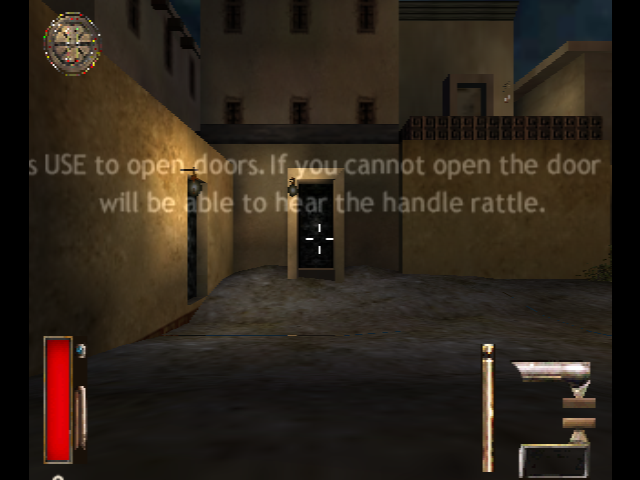 s USE to open doors. If you cannot open the door
will be able to hear the handle rattle.